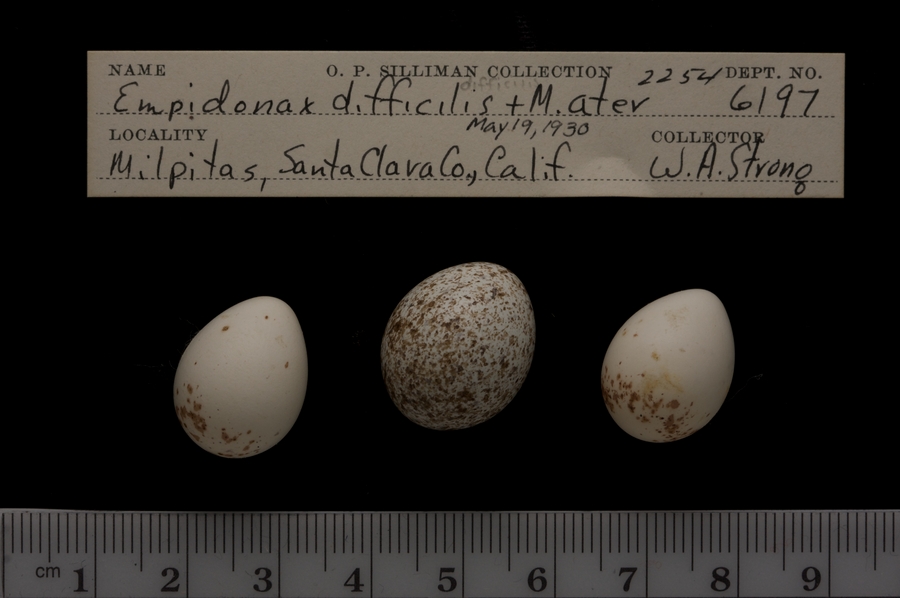 NAME O. P. SILLIMAN COLLECTION 2254 DEPT. NO.
difficilis
Empidonax difficilis + M. ater 6197
May 19, 1930
LOCALITY COLLECTOR
Milpitas, Santa Clara Co., Calif. W. A. Strong
cm 1 2 3 4 5 6 7 8 9